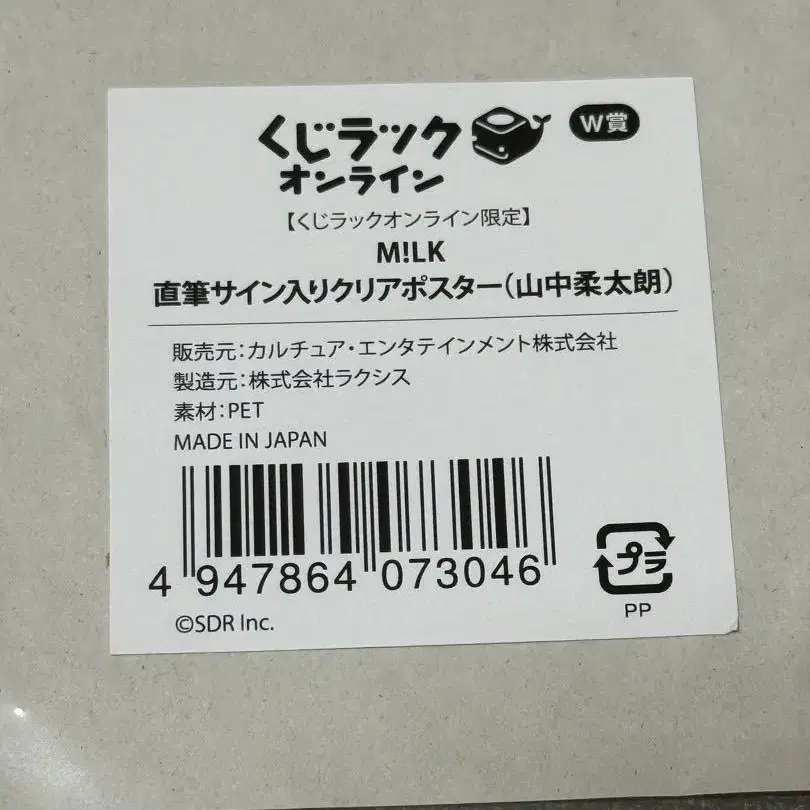 くじラック
オンライン
W賞
【くじラックオンライン限定】
M!LK
直筆サイン入りクリアポスター(山中柔太朗)
販売元:カルチュア・エンタテインメント株式会社
製造元:株式会社ラクシス
素材:PET
MADE IN JAPAN
4 947864 073046
プラ
PP
©SDR Inc.